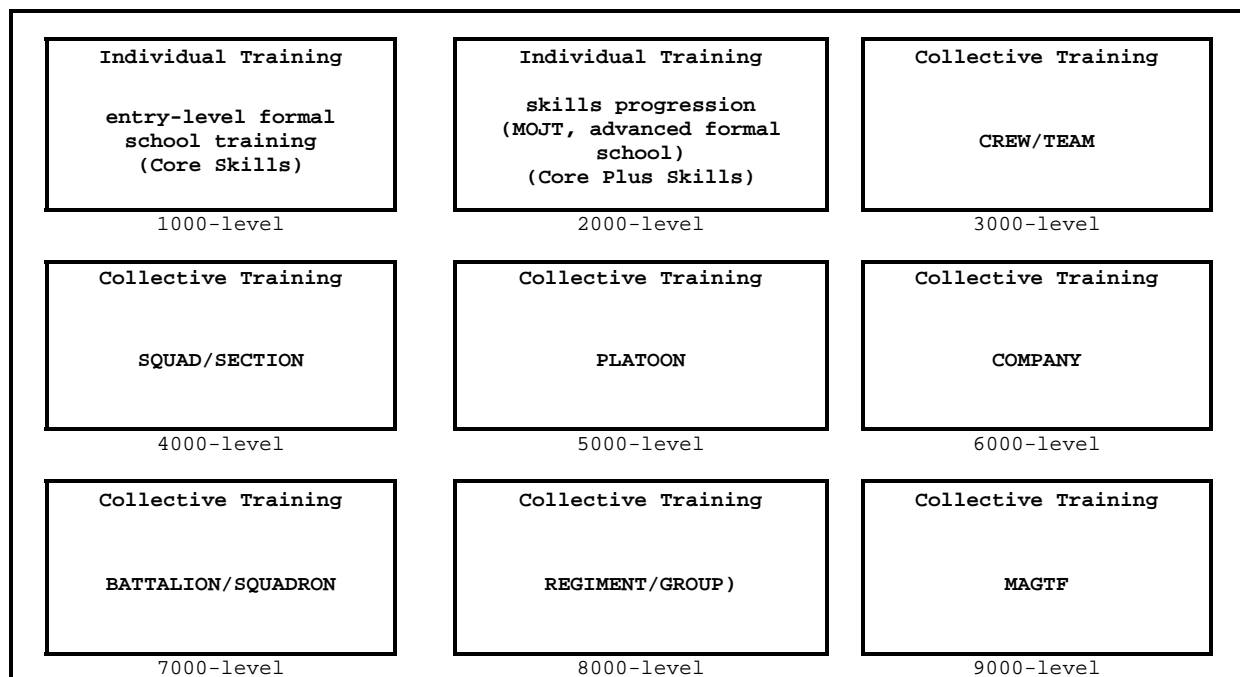 Individual Training
entry-level formal
school training
(Core Skills)
1000-level
Individual Training
skills progression
(MOJT, advanced formal
school)
(Core Plus Skills)
2000-level
Collective Training
CREW/TEAM
3000-level
Collective Training
SQUAD/SECTION
4000-level
Collective Training
PLATOON
5000-level
Collective Training
COMPANY
6000-level
Collective Training
BATTALION/SQUADRON
7000-level
Collective Training
REGIMENT/GROUP)
8000-level
Collective Training
MAGTF
9000-level